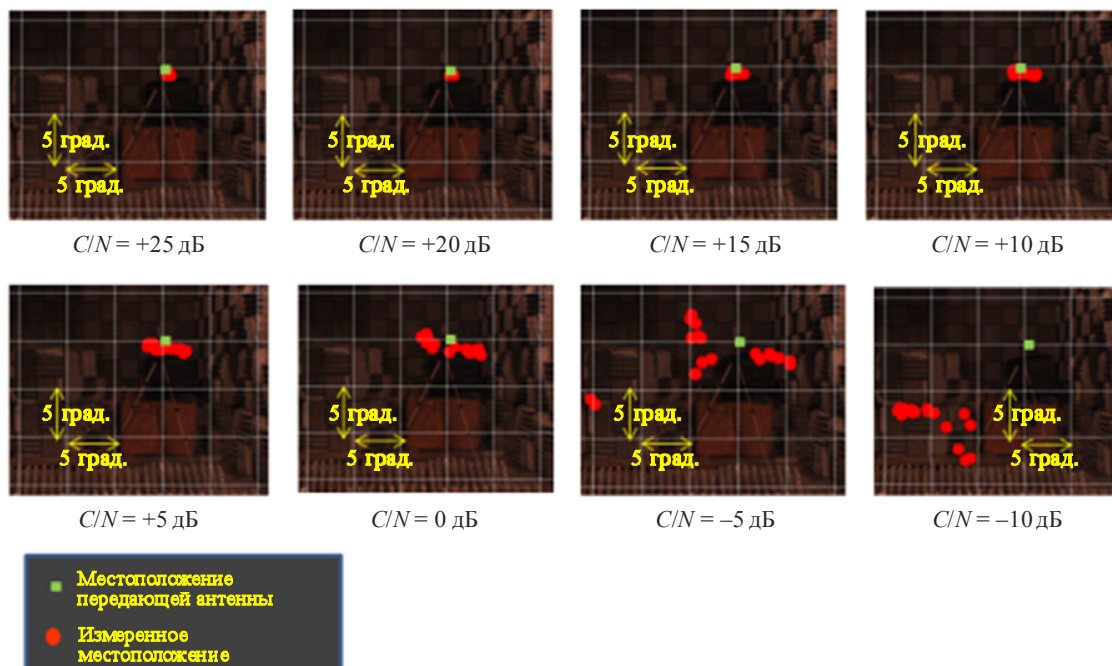 5 град.
5 град.
5 град.
5 град.
5 град.
5 град.
5 град.
5 град.
C/N = +25 дБ
C/N = +20 дБ
C/N = +15 дБ
C/N = +10 дБ
5 град.
5 град.
5 град.
5 град.
5 град.
5 град.
5 град.
5 град.
C/N = +5 дБ
C/N = 0 дБ
C/N = –5 дБ
C/N = –10 дБ
Местоположение
передающей антенны
Измеренное
местоположение